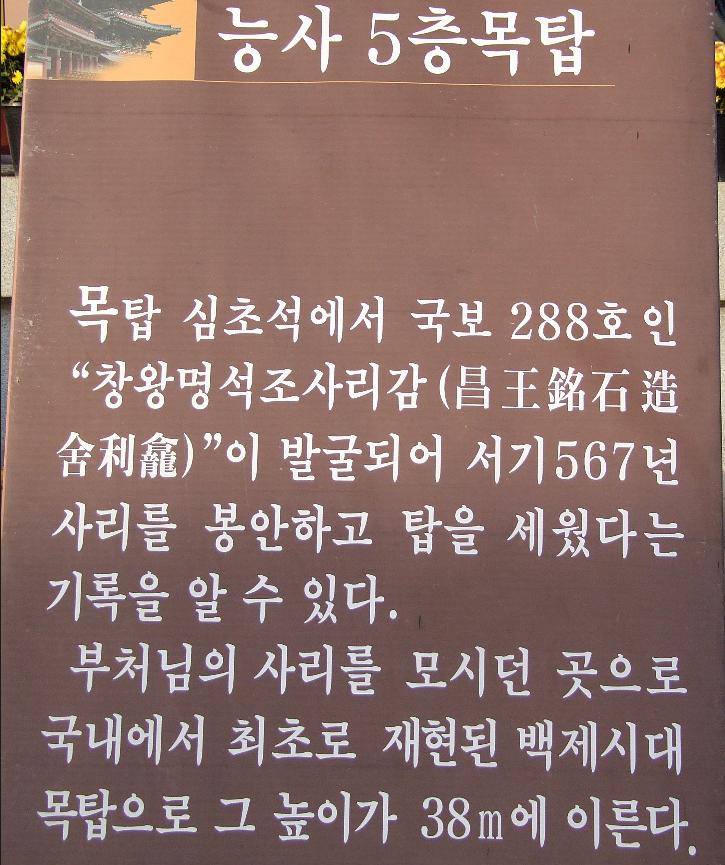 능사 5층목탑
목탑 심초석에서 국보 288호인
“창왕명석조사리감(昌王銘石造
舍利龕)”이 발굴되어 서기567년
사리를 봉안하고 탑을 세웠다는
기록을 알 수 있다.
부처님의 사리를 모시던 곳으로
국내에서 최초로 재현된 백제시대
목탑으로 그 높이가 38m에 이른다.